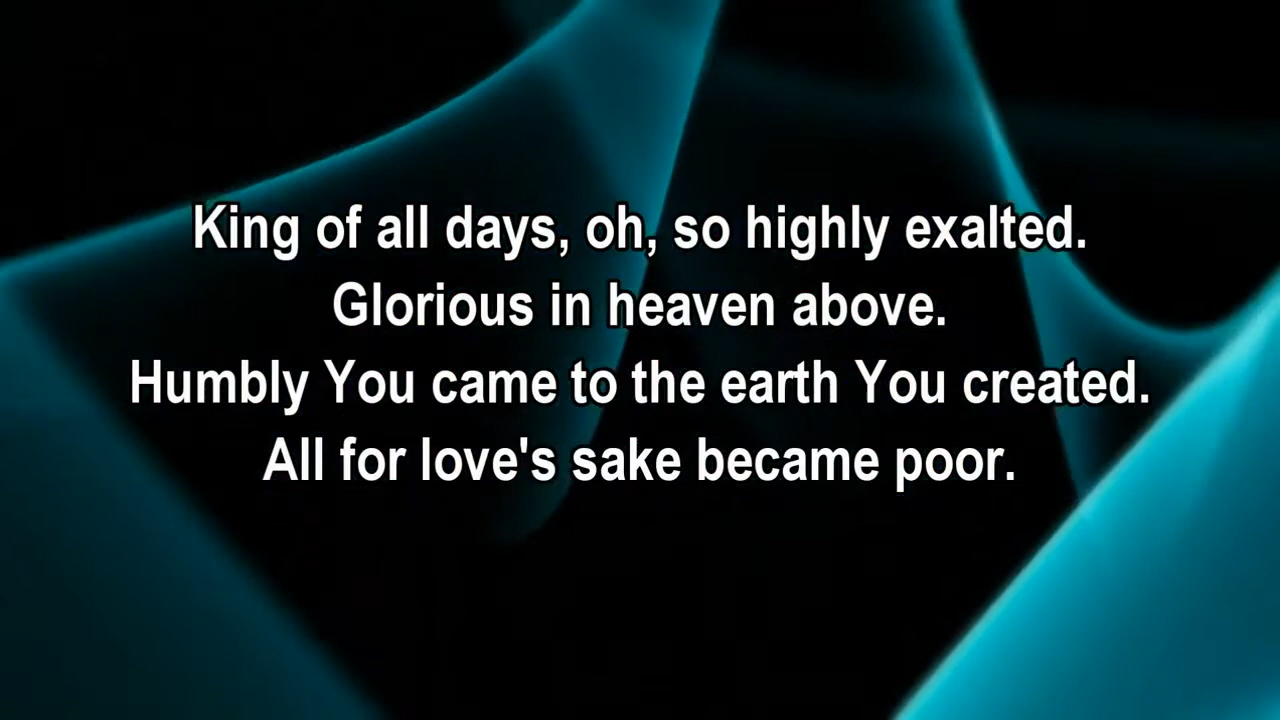 King of all days, oh, so highly exalted.
Glorious in heaven above.
Humbly You came to the earth You created.
All for love's sake became poor.